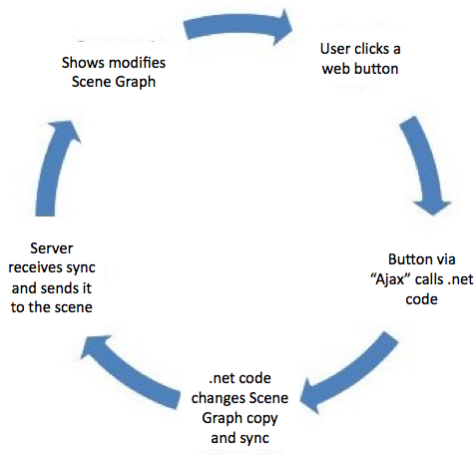 Shows modifies
Scene Graph
User clicks a
web button
Button via
“Ajax” calls .net
code
.net code
changes Scene
Graph copy
and sync
Server
receives sync
and sends it
to the scene